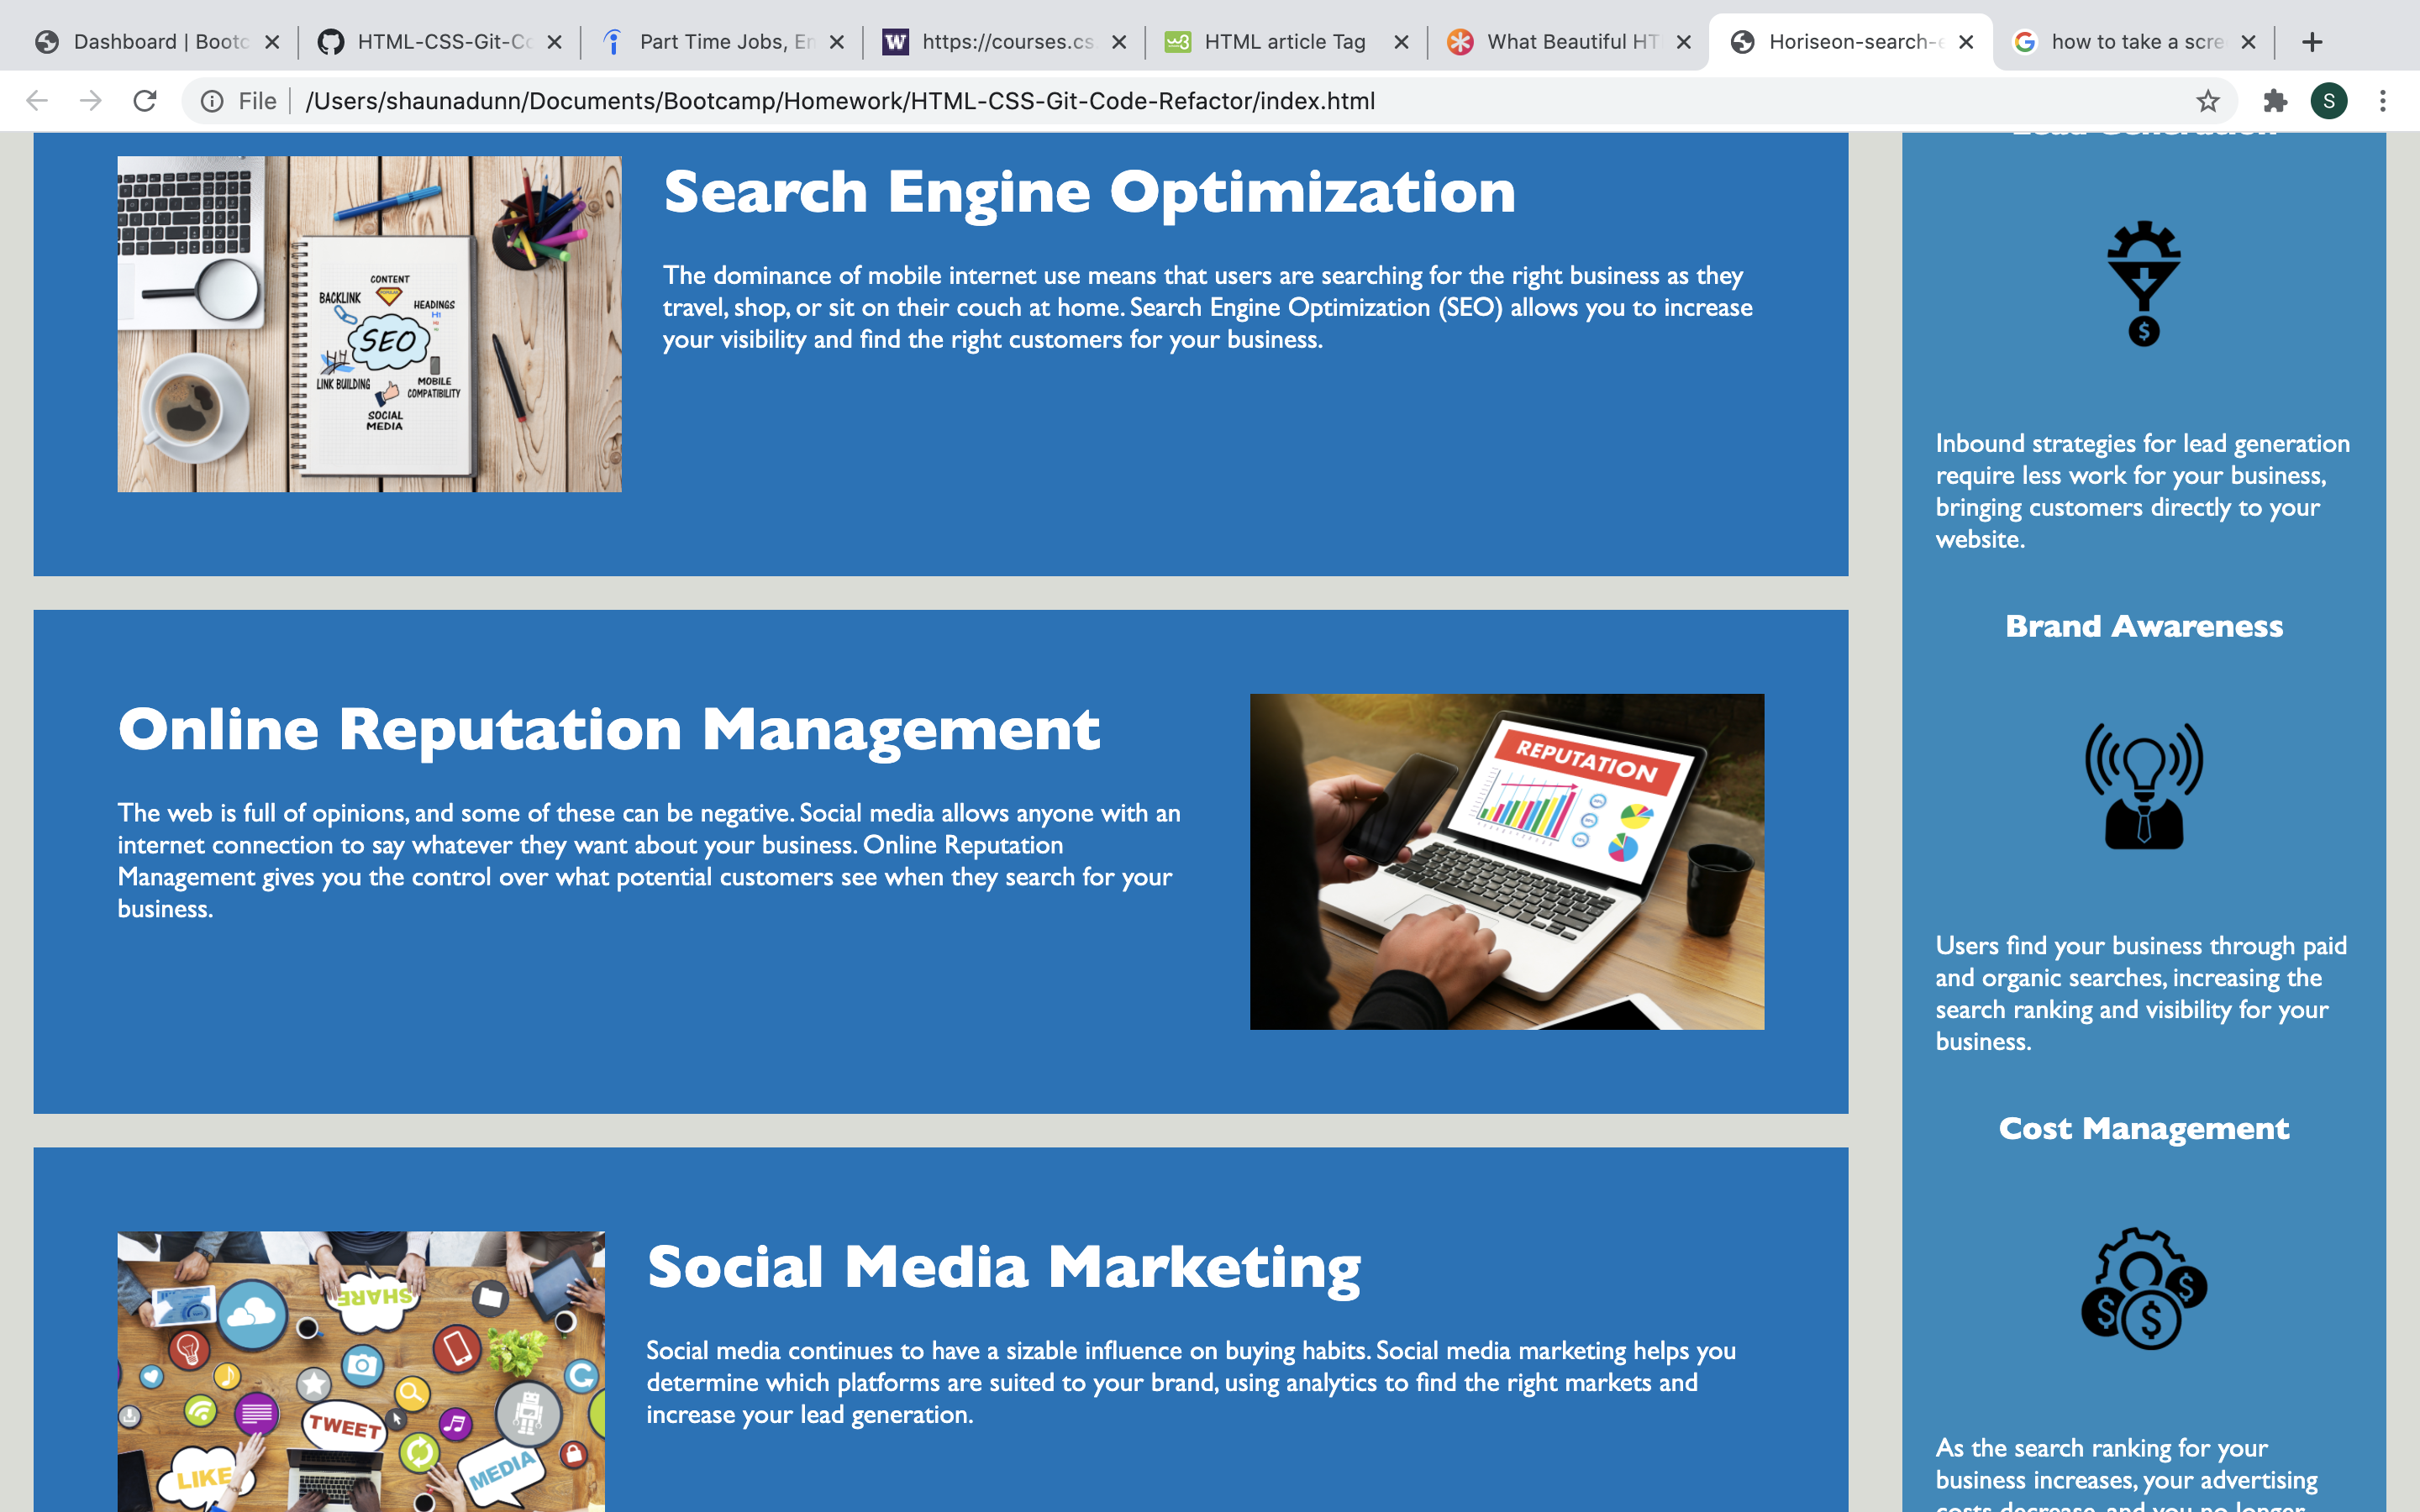 Dashboard | Bootc
HTML-CSS-Git-Co
Part Time Jobs, En
https://courses.cs.
HTML article Tag
What Beautiful HT
Horiseon-search-e
how to take a scre
File
/Users/shaunadunn/Documents/Bootcamp/Homework/HTML-CSS-Git-Code-Refactor/index.html
S
CONTENT
BACKLINK
HEADINGS
H1
SEO
LINK BUILDING
MOBILE
COMPATIBILITY
SOCIAL
MEDIA
Search Engine Optimization
The dominance of mobile internet use means that users are searching for the right business as they
travel, shop, or sit on their couch at home. Search Engine Optimization (SEO) allows you to increase
your visibility and find the right customers for your business.
Online Reputation Management
The web is full of opinions, and some of these can be negative. Social media allows anyone with an
internet connection to say whatever they want about your business. Online Reputation
Management gives you the control over what potential customers see when they search for your
business.
REPUTATION
SHARE
TWEET
LIKE
MEDIA
Social Media Marketing
Social media continues to have a sizable influence on buying habits. Social media marketing helps you
determine which platforms are suited to your brand, using analytics to find the right markets and
increase your lead generation.
Lead Generation
Inbound strategies for lead generation
require less work for your business,
bringing customers directly to your
website.
Brand Awareness
Users find your business through paid
and organic searches, increasing the
search ranking and visibility for your
business.
Cost Management
As the search ranking for your
business increases, your advertising
costs decrease, and you no longer